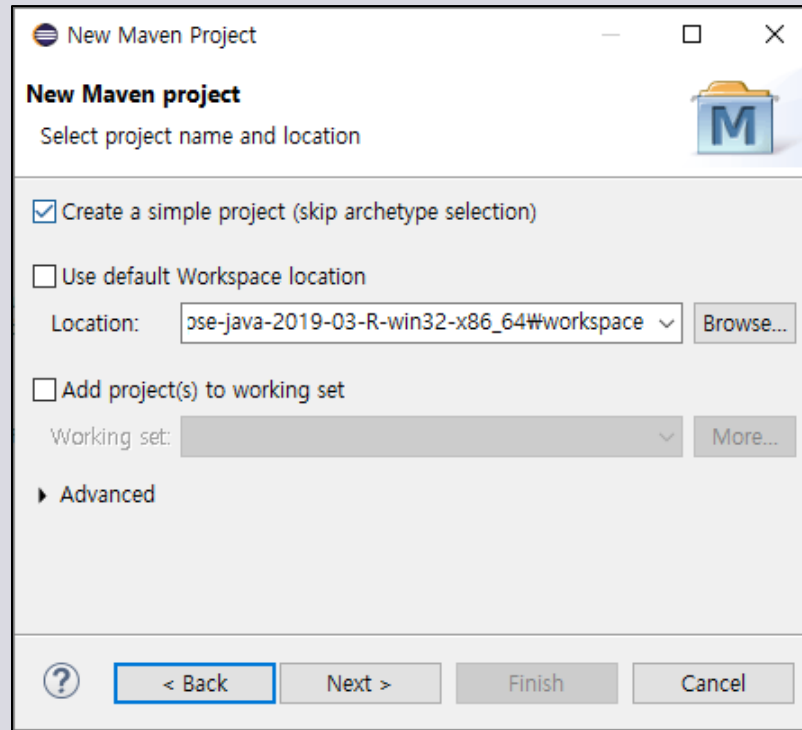 New Maven Project
New Maven project
Select project name and location
M
Create a simple project (skip archetype selection)
Use default Workspace location
Location: ose-java-2019-03-R-win32-x86_64₩workspace Browse...
Add project(s) to working set
Working set: More...
Advanced
? < Back Next > Finish Cancel